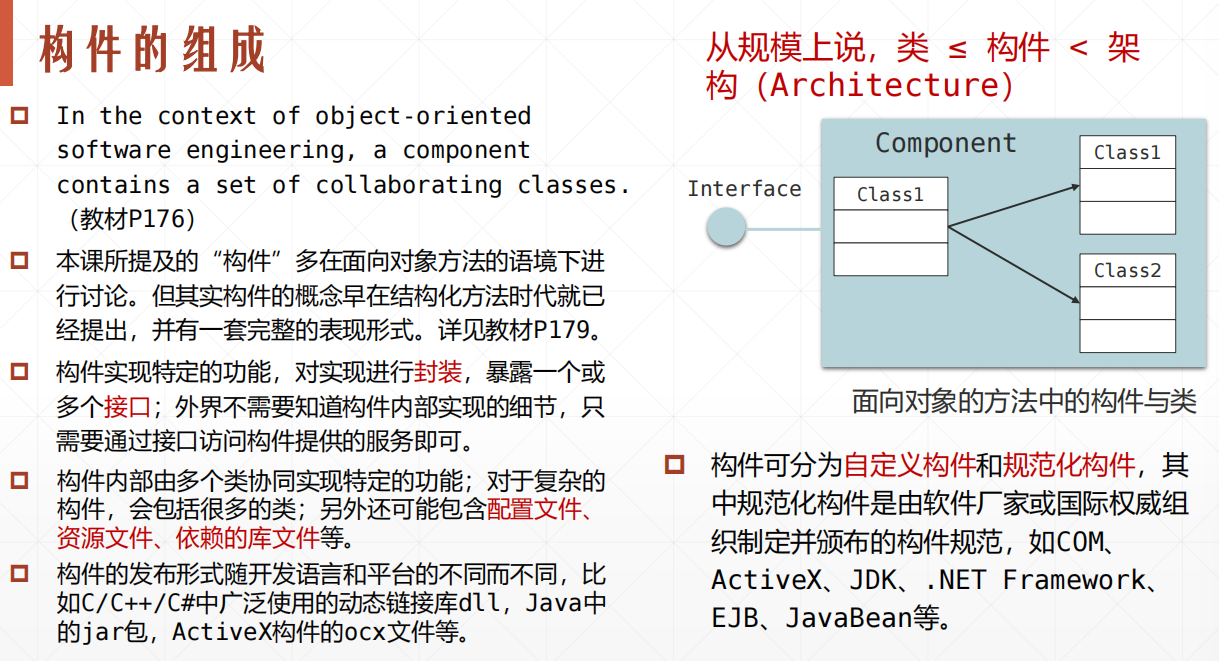 构件的组成
In the context of object-oriented
software engineering, a component
contains a set of collaborating classes.
（教材P176）
本课所提及的“构件”多在面向对象方法的语境下进
行讨论。但其实构件的概念早在结构化方法时代就已
经提出，并有一套完整的表现形式。详见教材P179。
构件实现特定的功能，对实现进行封装，暴露一个或
多个接口；外界不需要知道构件内部实现的细节，只
需要通过接口访问构件提供的服务即可。
构件内部由多个类协同实现特定的功能；对于复杂的
构件，会包括很多的类；另外还可能包含配置文件、
资源文件、依赖的库文件等。
构件的发布形式随开发语言和平台的不同而不同，比
如C/C++/C#中广泛使用的动态链接库dll，Java中
的jar包，ActiveX构件的ocx文件等。
从规模上说，类 ≤ 构件 < 架
构（Architecture）
Component
Interface
Class1
Class1
Class2
面向对象的方法中的构件与类
构件可分为自定义构件和规范化构件，其
中规范化构件是由软件厂家或国际权威组
织制定并颁布的构件规范，如COM、
ActiveX、JDK、.NET Framework、
EJB、JavaBean等。